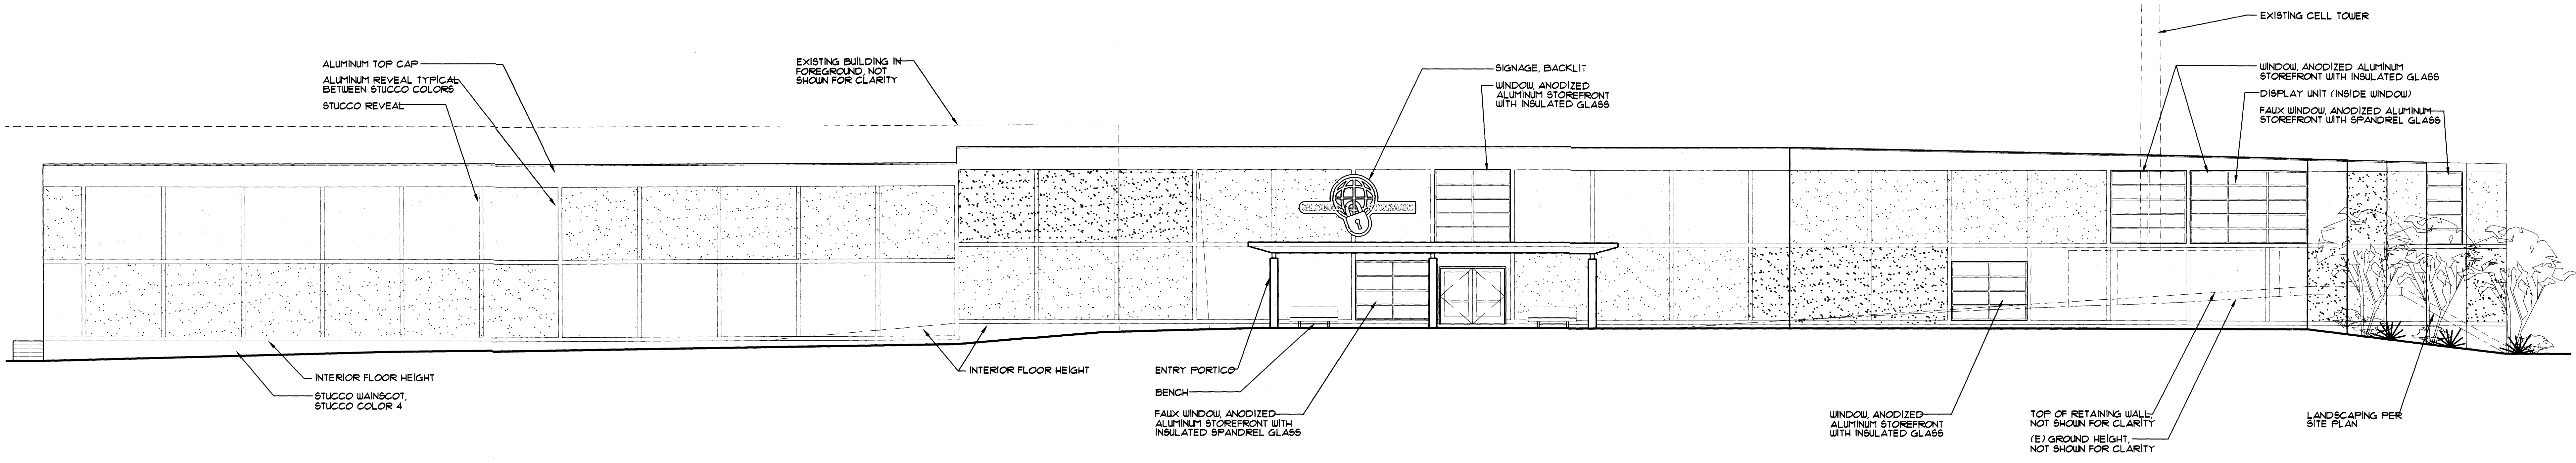 ALUMINUM TOP CAP
ALUMINUM REVEAL TYPICAL
BETWEEN STUCCO COLORS
STUCCO REVEAL
EXISTING BUILDING IN
FOREGROUND, NOT
SHOWN FOR CLARITY
SIGNAGE, BACKLIT
WINDOW, ANODIZED
ALUMINUM STOREFRONT
WITH INSULATED GLASS
EXISTING CELL TOWER
WINDOW, ANODIZED ALUMINUM
STOREFRONT WITH INSULATED GLASS
DISPLAY UNIT (INSIDE WINDOW)
FAUX WINDOW, ANODIZED ALUMINUM
STOREFRONT WITH SPANDREL GLASS
GLOBAL STORAGE
INTERIOR FLOOR HEIGHT
STUCCO WAINSCOT,
STUCCO COLOR 4
INTERIOR FLOOR HEIGHT
ENTRY PORTICO
BENCH
FAUX WINDOW, ANODIZED
ALUMINUM STOREFRONT WITH
INSULATED SPANDREL GLASS
WINDOW, ANODIZED
ALUMINUM STOREFRONT
WITH INSULATED GLASS
TOP OF RETAINING WALL,
NOT SHOWN FOR CLARITY
(E) GROUND HEIGHT,
NOT SHOWN FOR CLARITY
LANDSCAPING PER
SITE PLAN